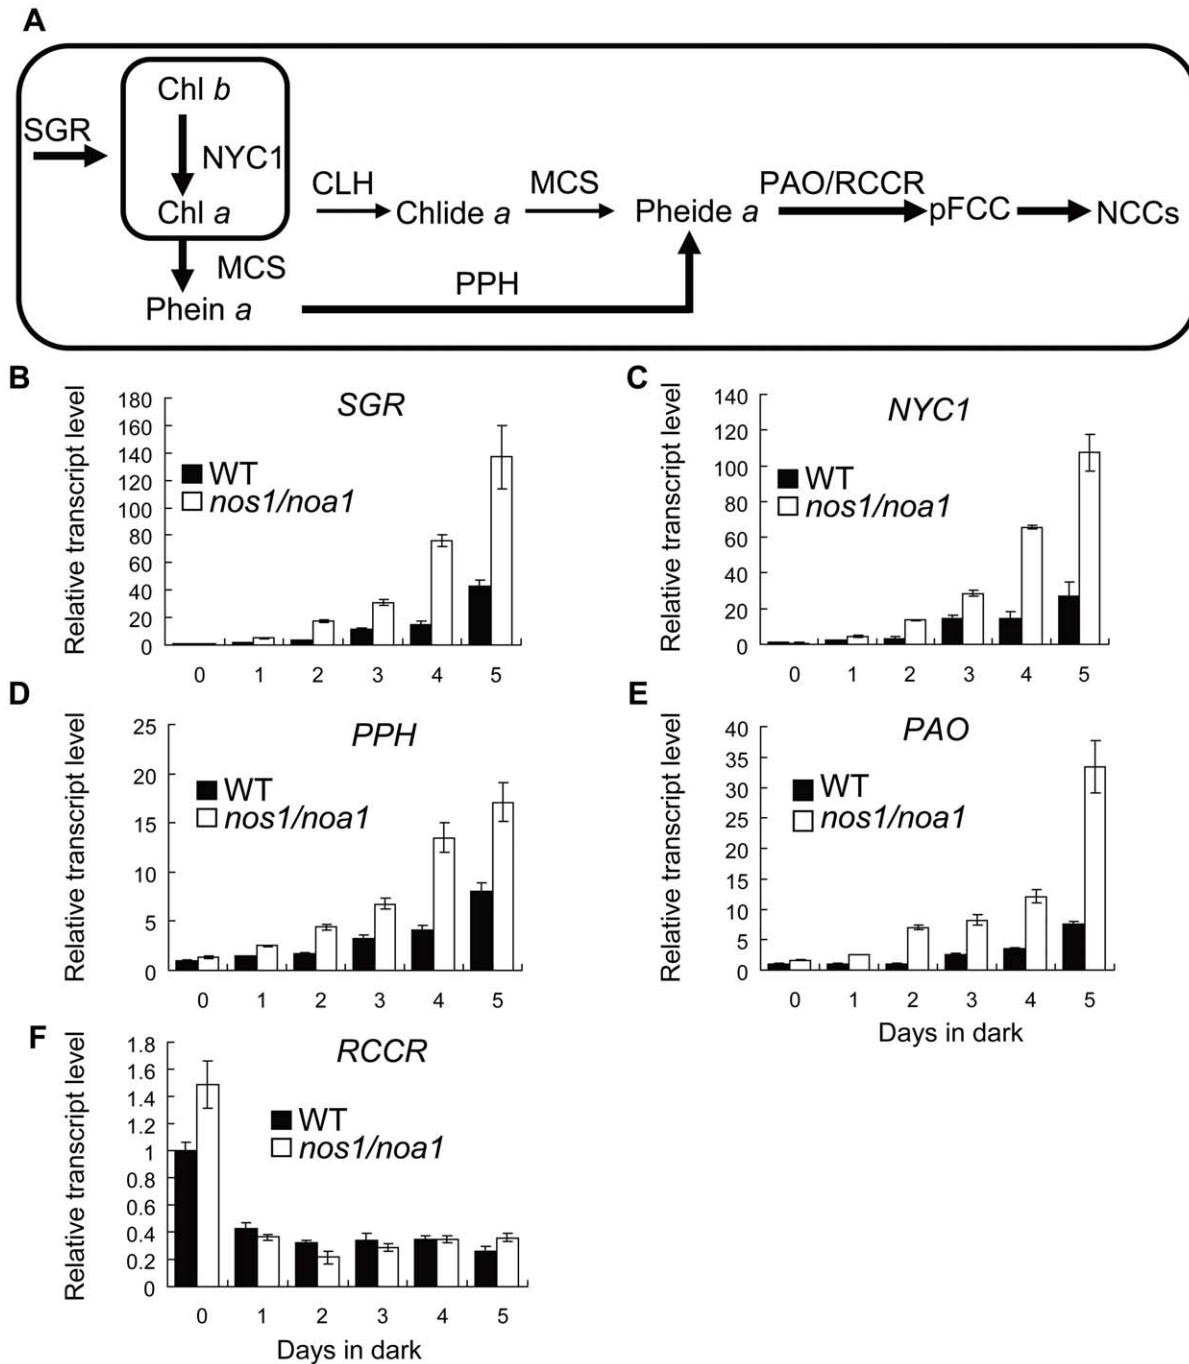 A
Chl b
SGR
NYC1
CLH
MCS
PAO/RCCR
Chl a
Chlide a
Pheide a
pFCC
NCCs
MCS
PPH
Phein a
B
Relative transcript level
SGR
WT
nos1/noa1
180
160
140
120
100
80
60
40
20
0
0 1 2 3 4 5
C
Relative transcript level
NYC1
WT
nos1/noa1
140
120
100
80
60
40
20
0
0 1 2 3 4 5
D
Relative transcript level
PPH
WT
nos1/noa1
25
20
15
10
5
0
0 1 2 3 4 5
E
Relative transcript level
PAO
WT
nos1/noa1
40
35
30
25
20
15
10
5
0
0 1 2 3 4 5
Days in dark
F
Relative transcript level
RCCR
WT
nos1/noa1
1.8
1.6
1.4
1.2
1
0.8
0.6
0.4
0.2
0
0 1 2 3 4 5
Days in dark